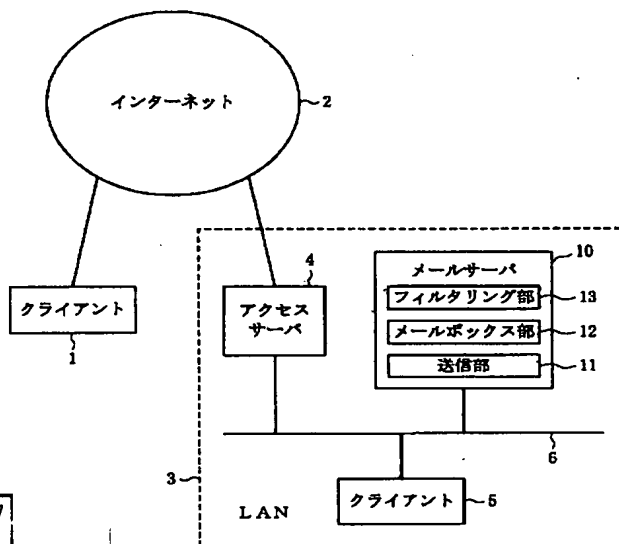 インターネット
2
クライアント
1
4
アクセス
サーバ
10
メールサーバ
フィルタリング部
13
メールボックス部
12
送信部
11
6
3
LAN
クライアント
5